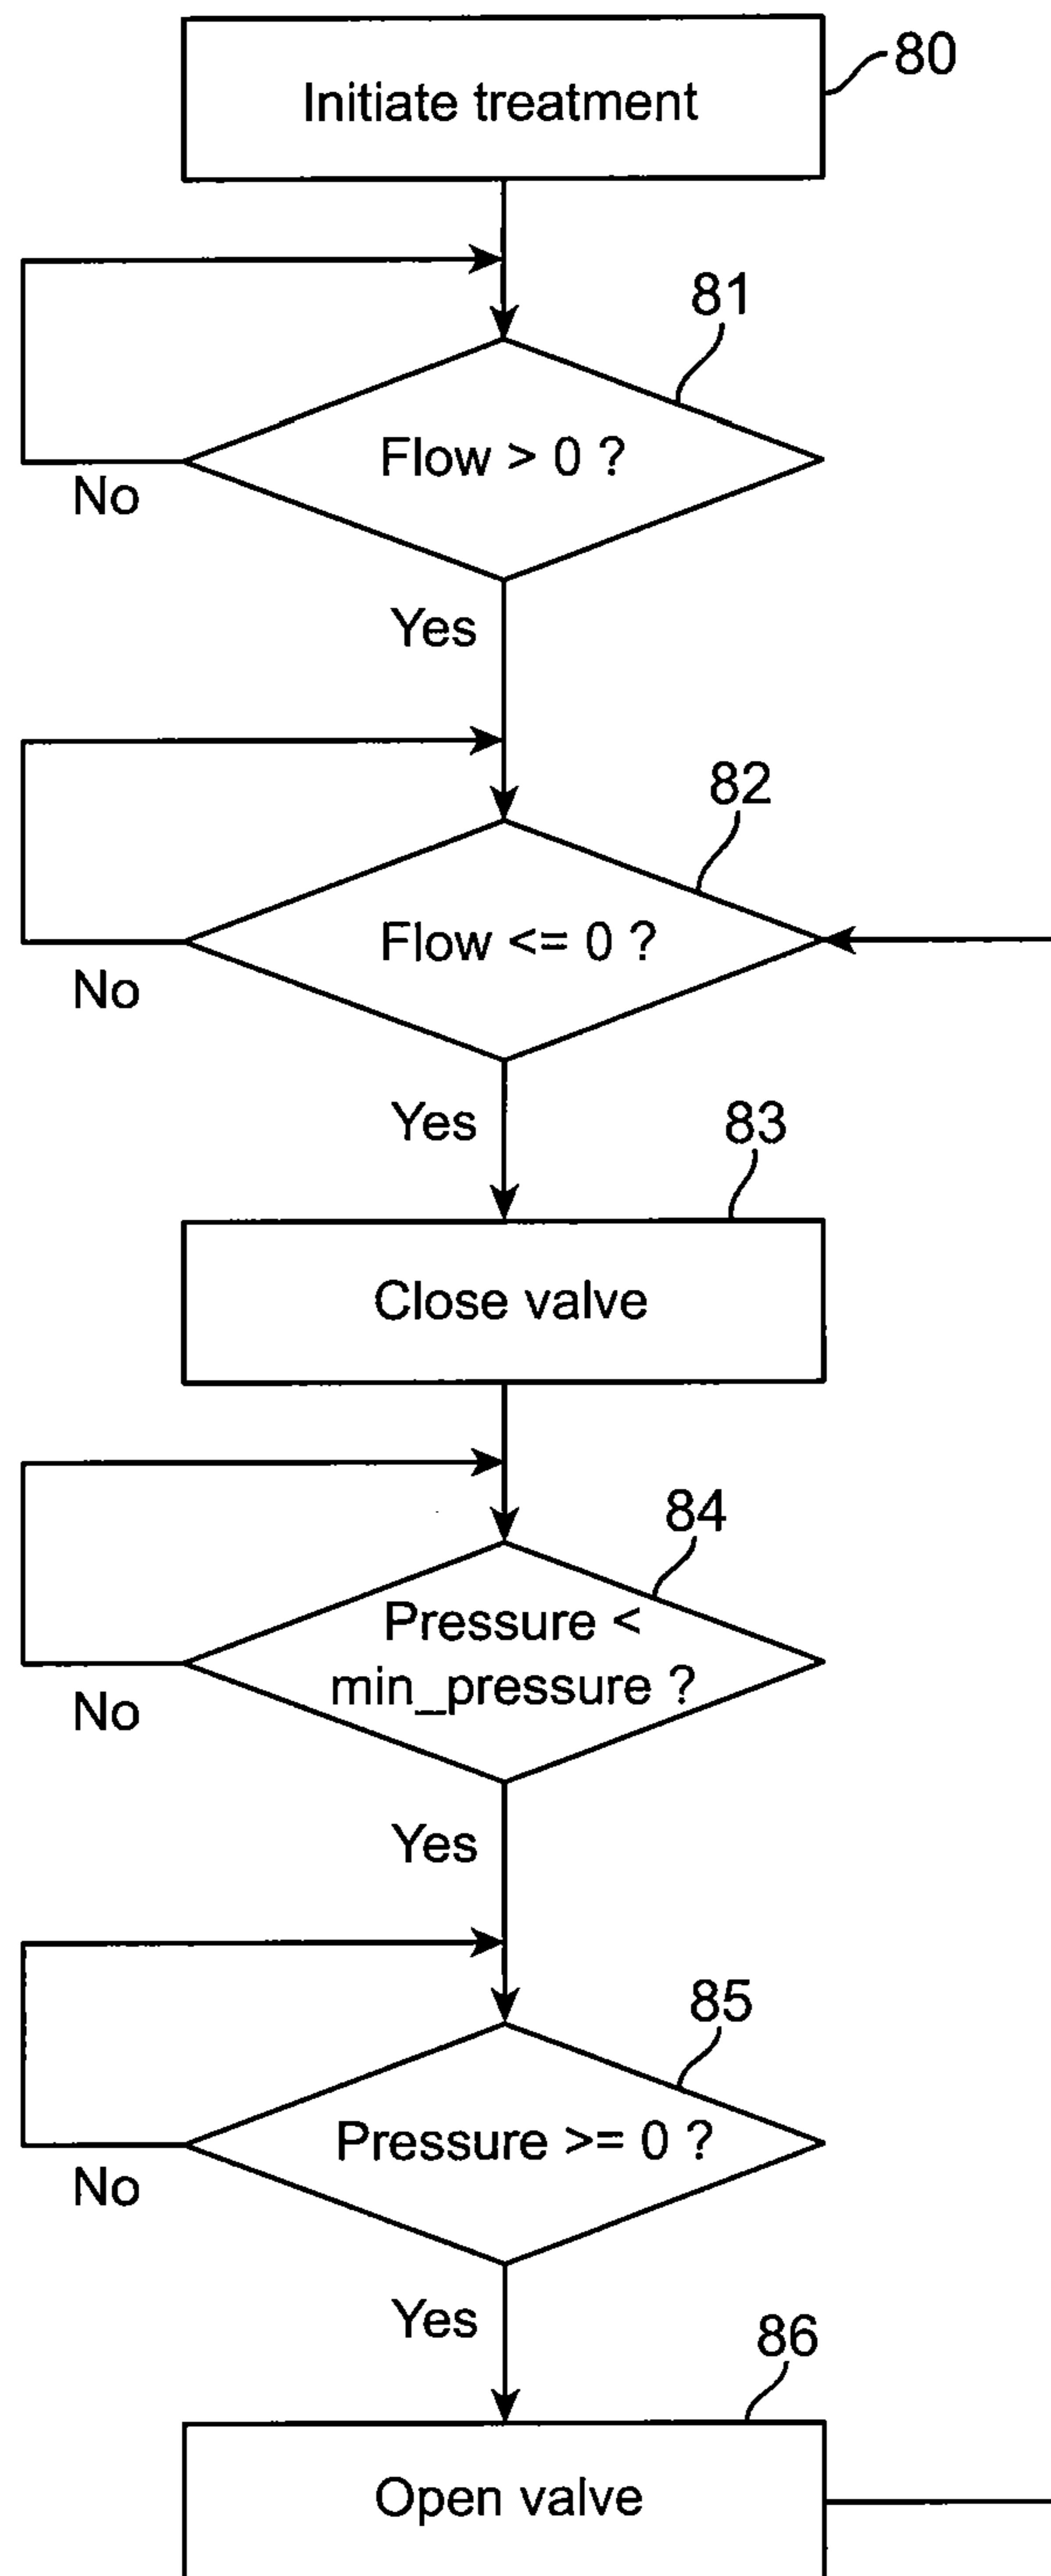 Initiate treatment
80
81
Flow > 0 ?
No
Yes
82
Flow <= 0 ?
No
Yes
83
Close valve
84
Pressure <
min_pressure ?
No
Yes
85
Pressure >= 0 ?
No
Yes
86
Open valve